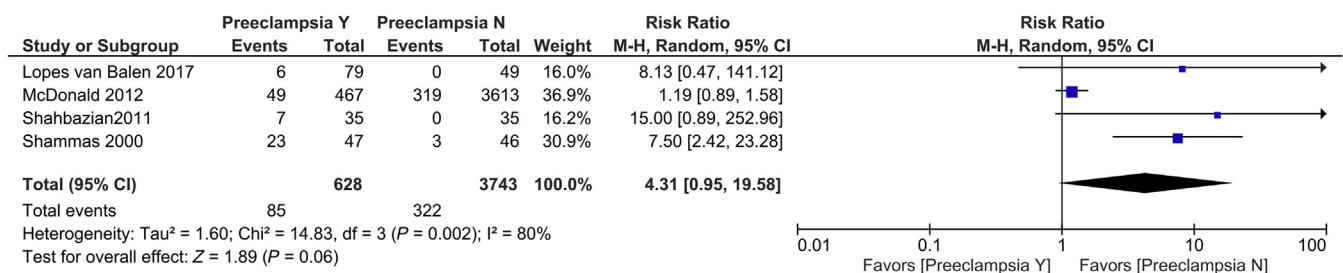 Preeclampsia Y Preeclampsia N Risk Ratio Risk Ratio
Study or Subgroup Events Total Events Total Weight M-H, Random, 95% CI M-H, Random, 95% CI
Lopes van Balen 2017 6 79 0 49 16.0% 8.13 [0.47, 141.12]
McDonald 2012 49 467 319 3613 36.9% 1.19 [0.89, 1.58]
Shahbazian2011 7 35 0 35 16.2% 15.00 [0.89, 252.96]
Shammas 2000 23 47 3 46 30.9% 7.50 [2.42, 23.28]
Total (95% CI) 628 3743 100.0% 4.31 [0.95, 19.58]
Total events 85 322
Heterogeneity: Tau² = 1.60; Chi² = 14.83, df = 3 (P = 0.002); I² = 80%
Test for overall effect: Z = 1.89 (P = 0.06)
0.01 0.1 1 10 100
Favors [Preeclampsia Y] Favors [Preeclampsia N]